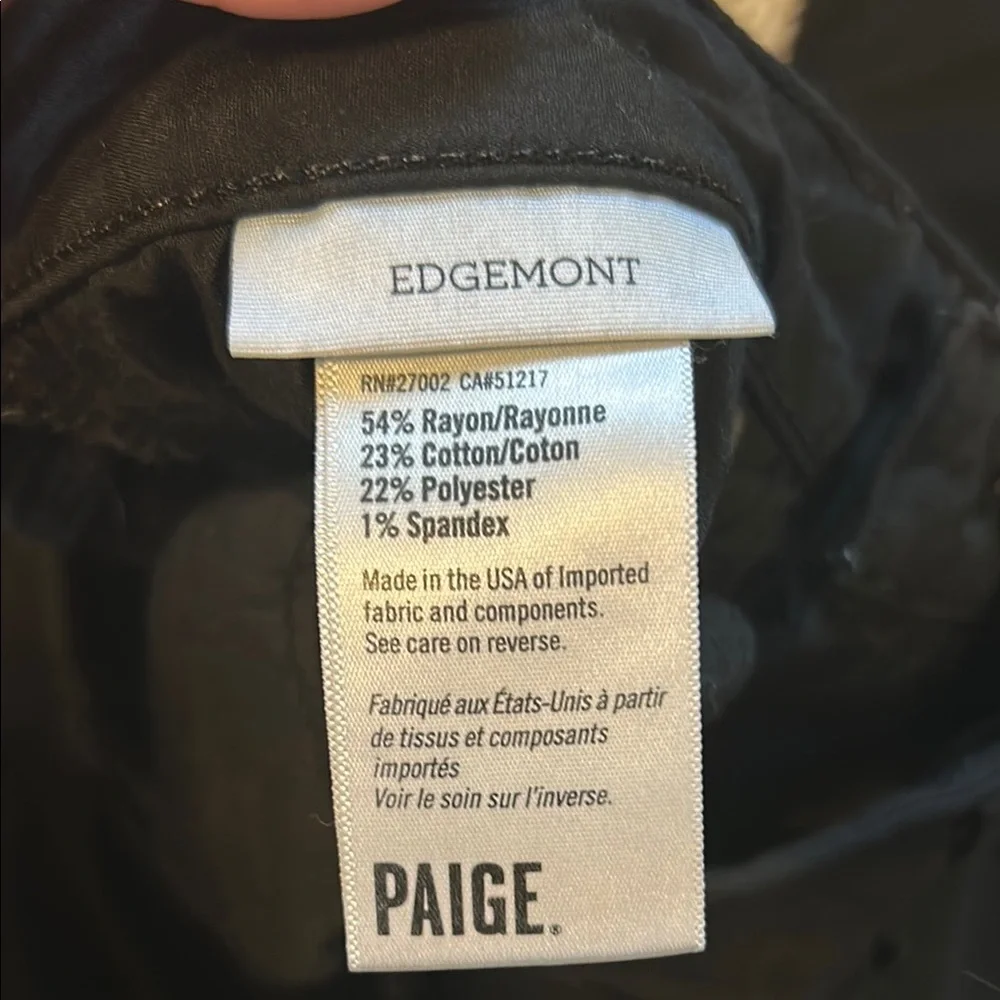 EDGEMONT
RN#27002 CA#51217
54% Rayon/Rayonne
23% Cotton/Coton
22% Polyester
1% Spandex
Made in the USA of Imported
fabric and components.
See care on reverse.
Fabriqué aux États-Unis à partir
de tissus et composants
importés
Voir le soin sur l'inverse.
PAIGE®